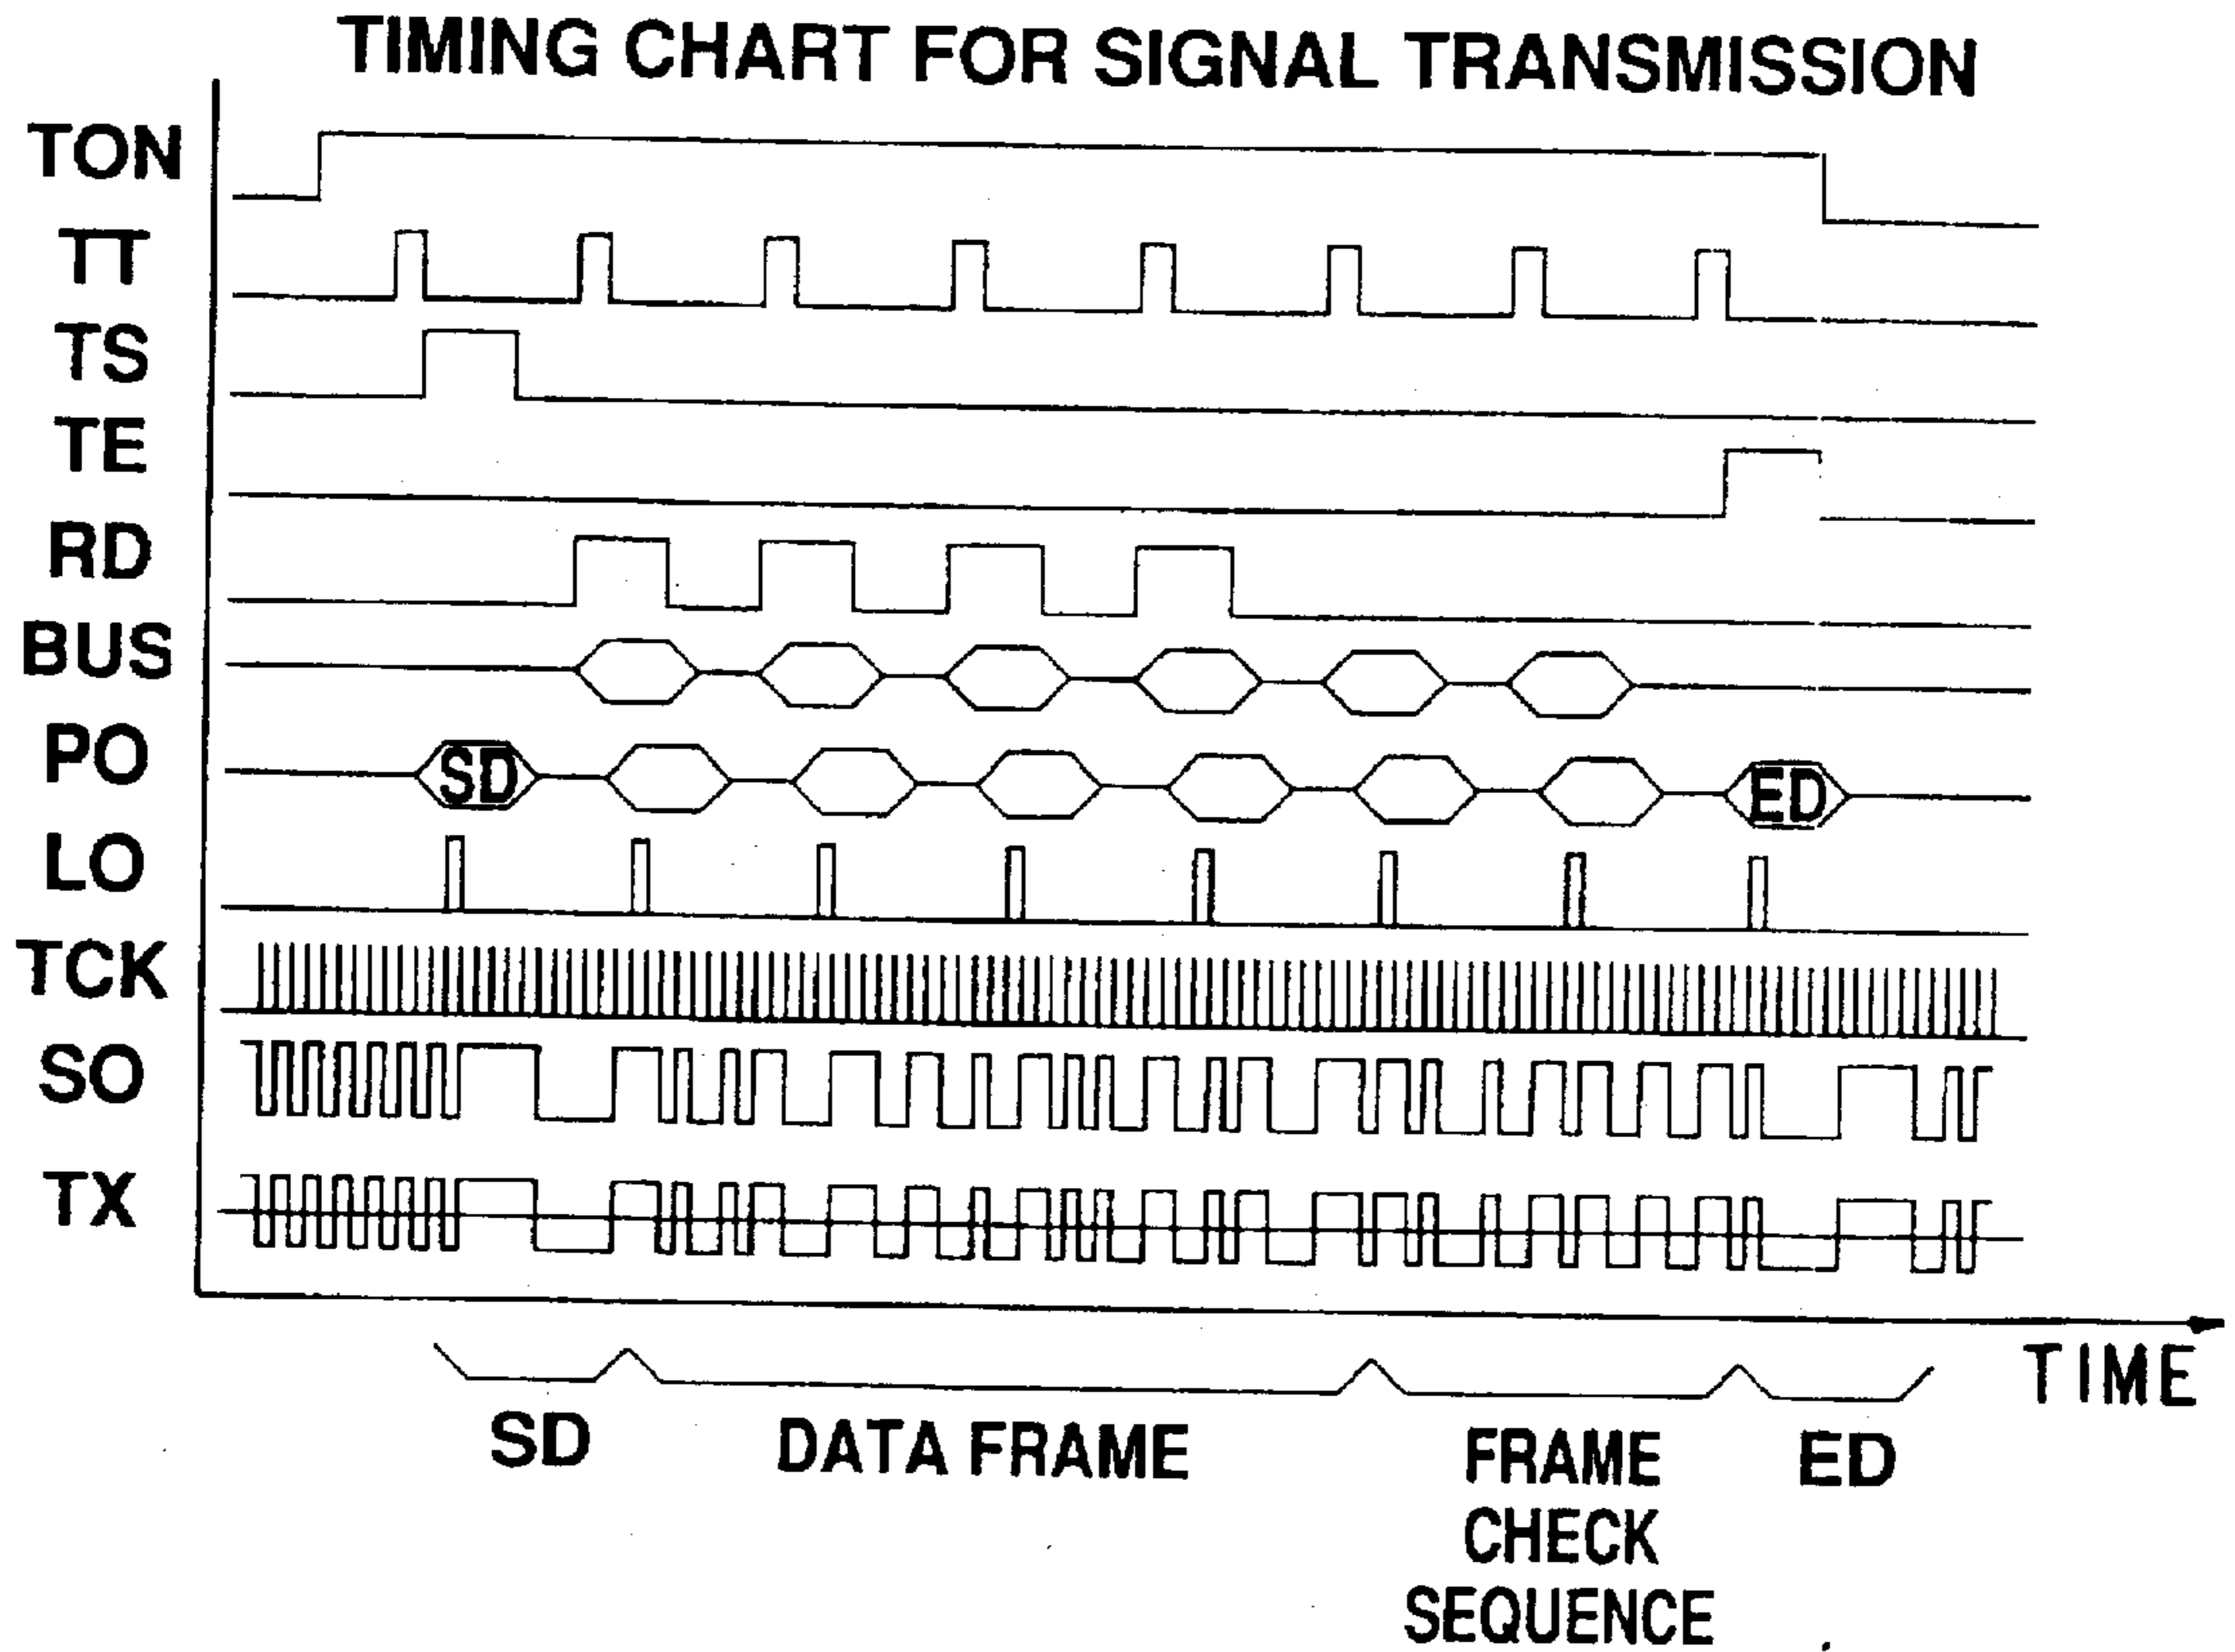 TIMING CHART FOR SIGNAL TRANSMISSION
TON
TT
TS
TE
RD
BUS
PO
SD
ED
LO
TCK
SO
TX
TIME
SD
DATA FRAME
FRAME
CHECK
SEQUENCE
ED